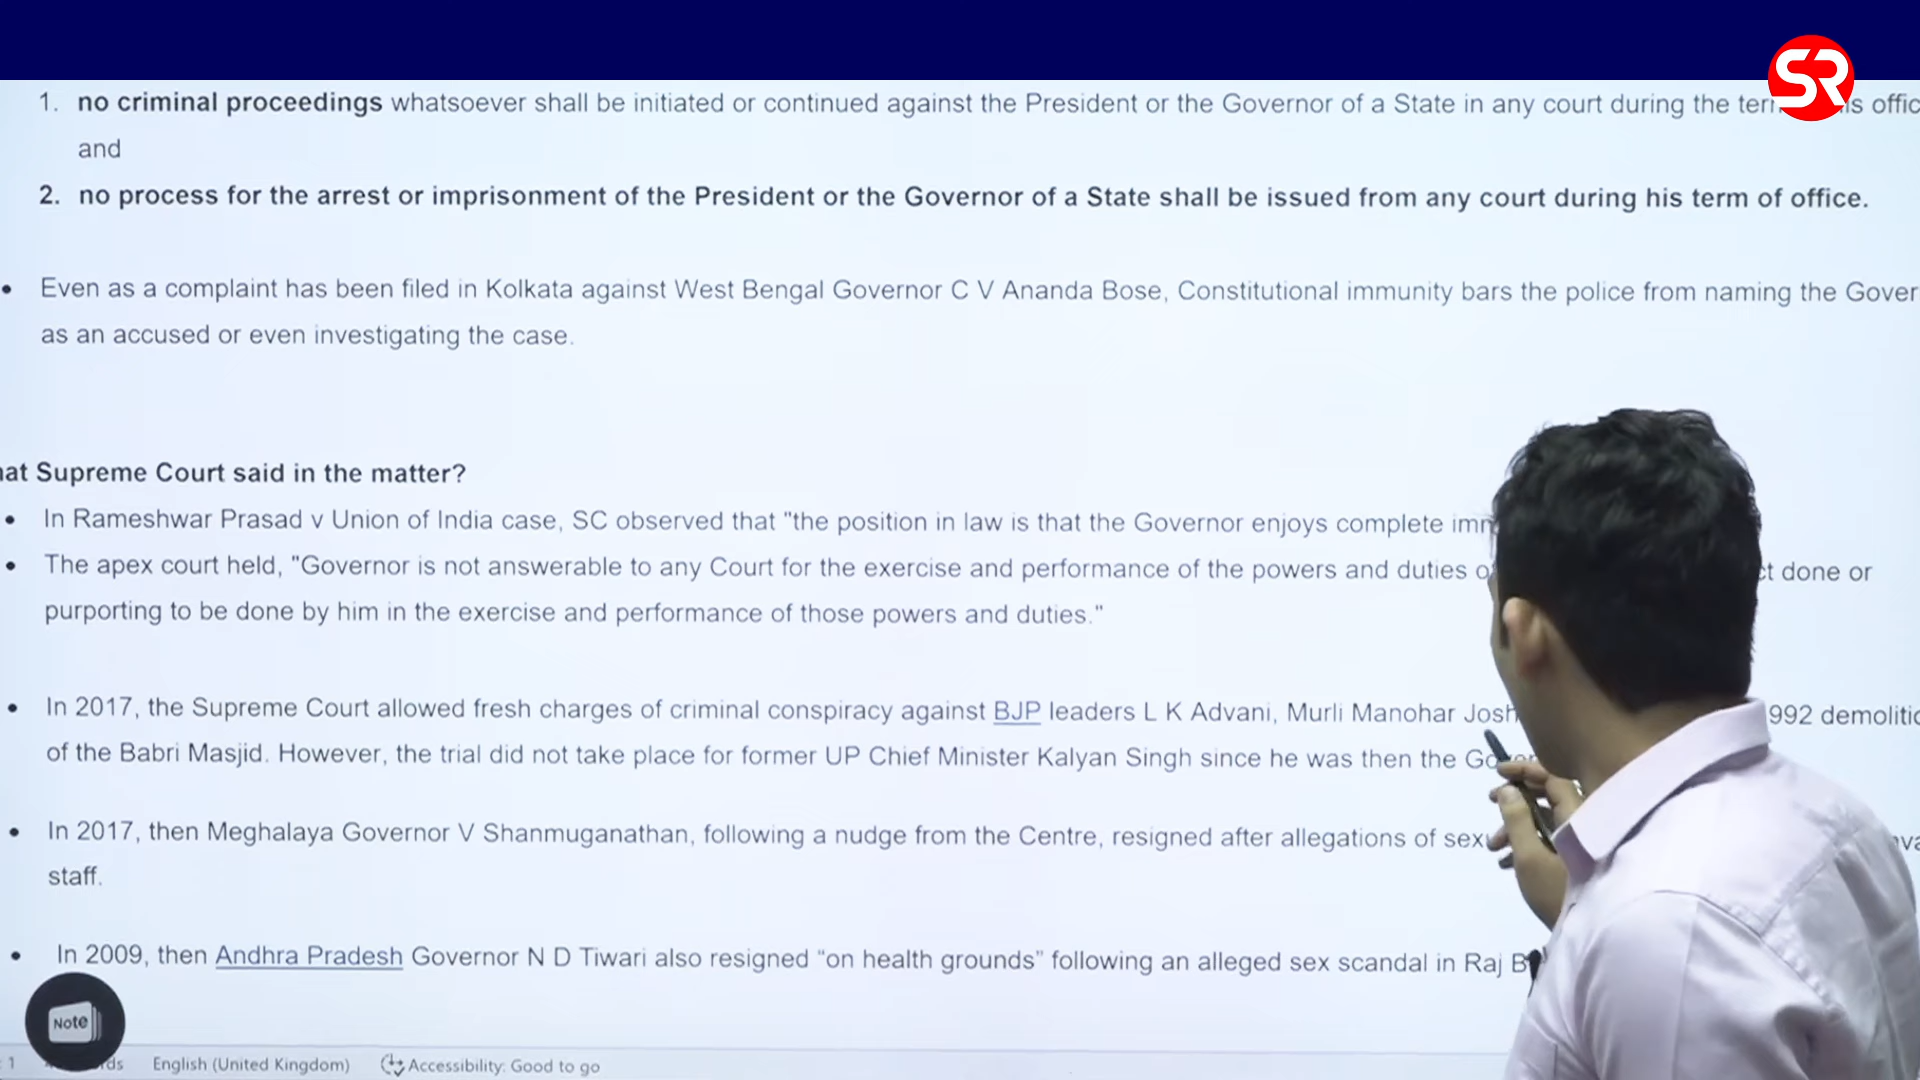 SR
1. no criminal proceedings whatsoever shall be initiated or continued against the President or the Governor of a State in any court during the
and
2. no process for the arrest or imprisonment of the President or the Governor of a State shall be issued from any court during his term of office.
• Even as a complaint has been filed in Kolkata against West Bengal Governor C V Ananda Bose, Constitutional immunity bars the police from naming the
as an accused or even investigating the case.
Supreme Court said in the matter?
• In Rameshwar Prasad v Union of India case, SC observed that "the position in law is that the Governor enjoys complete
• The apex court held, "Governor is not answerable to any Court for the exercise and performance of the powers and duties done or
purporting to be done by him in the exercise and performance of those powers and duties."
• In 2017, the Supreme Court allowed fresh charges of criminal conspiracy against BJP leaders L K Advani, Murli Manohar
of the Babri Masjid. However, the trial did not take place for former UP Chief Minister Kalyan Singh since he was then the
• In 2017, then Meghalaya Governor V Shanmuganathan, following a nudge from the Centre, resigned after allegations of
staff.
• In 2009, then Andhra Pradesh Governor N D Tiwari also resigned “on health grounds” following an alleged sex scandal in Raj
Note
1 English (United Kingdom) Accessibility: Good to go